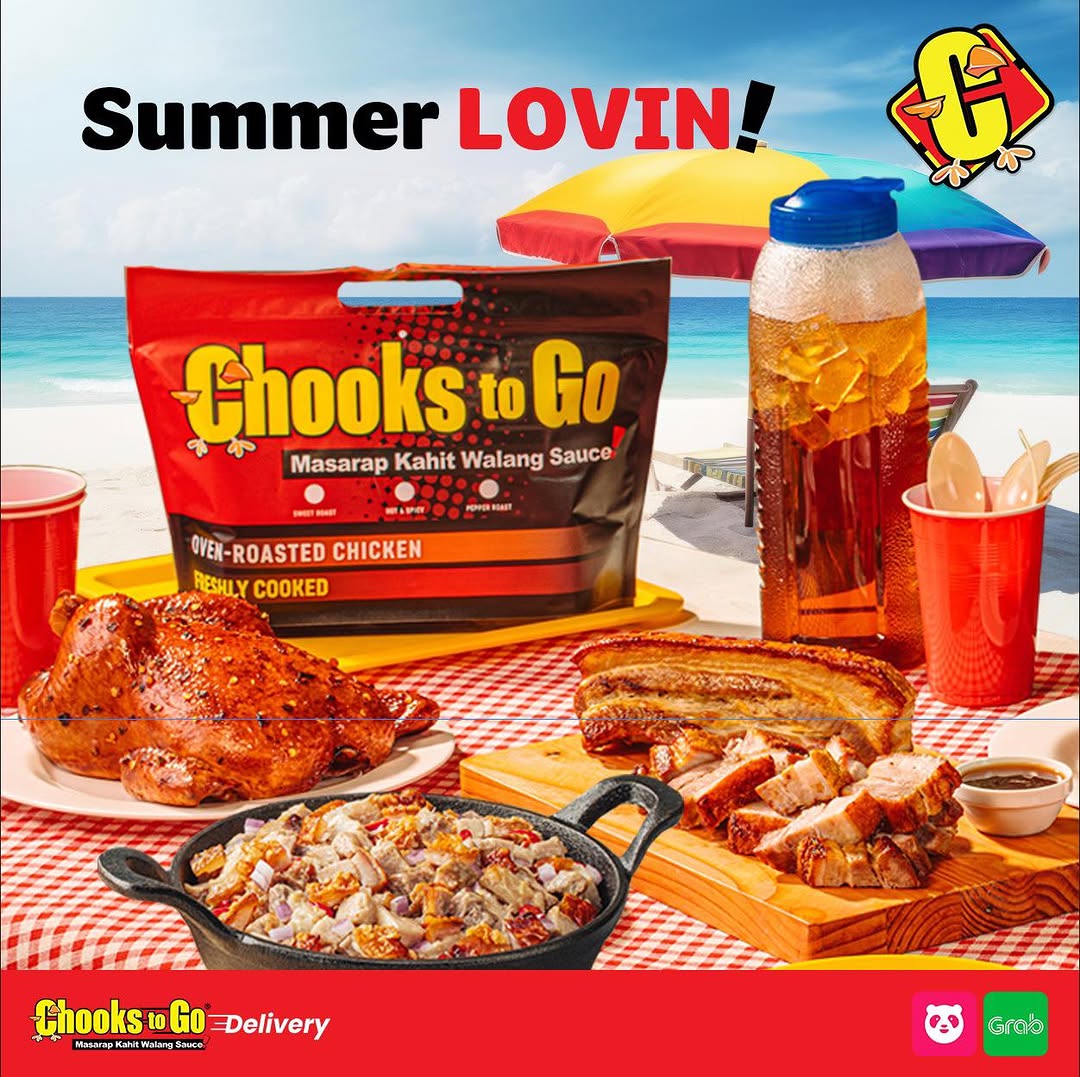 Summer LOVIN!
Chooks to Go
Masarap Kahit Walang Sauce!
SWEET ROAST
HOT & SPICY
PEPPER ROAST
OVEN-ROASTED CHICKEN
FRESHLY COOKED
Chooks to Go®
Delivery
Masarap Kahit Walang Sauce
Grab